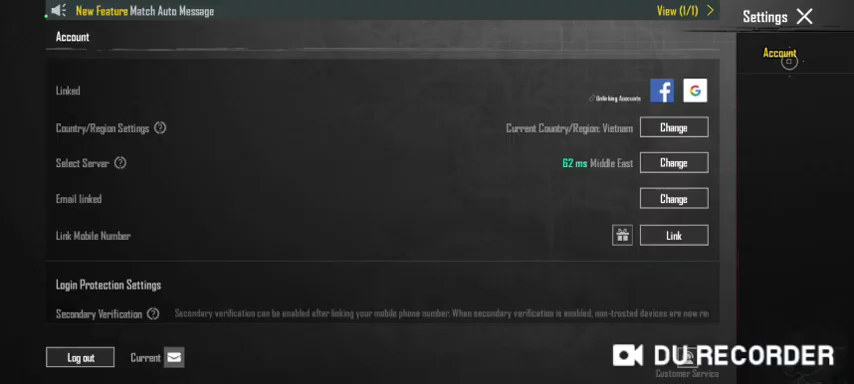 New Feature Match Auto Message View (1/1)
Settings
Account
Account
Linked
Unlinking Accounts
Country/Region Settings
Current Country/Region: Vietnam
Change
Select Server
62 ms Middle East
Change
Email linked
Change
Link Mobile Number
Link
Login Protection Settings
Secondary Verification
Secondary verification can be enabled after linking your mobile phone number. When secondary verification is enabled, non-trusted devices are now re
Log out
Current
DU RECORDER
Customer Service